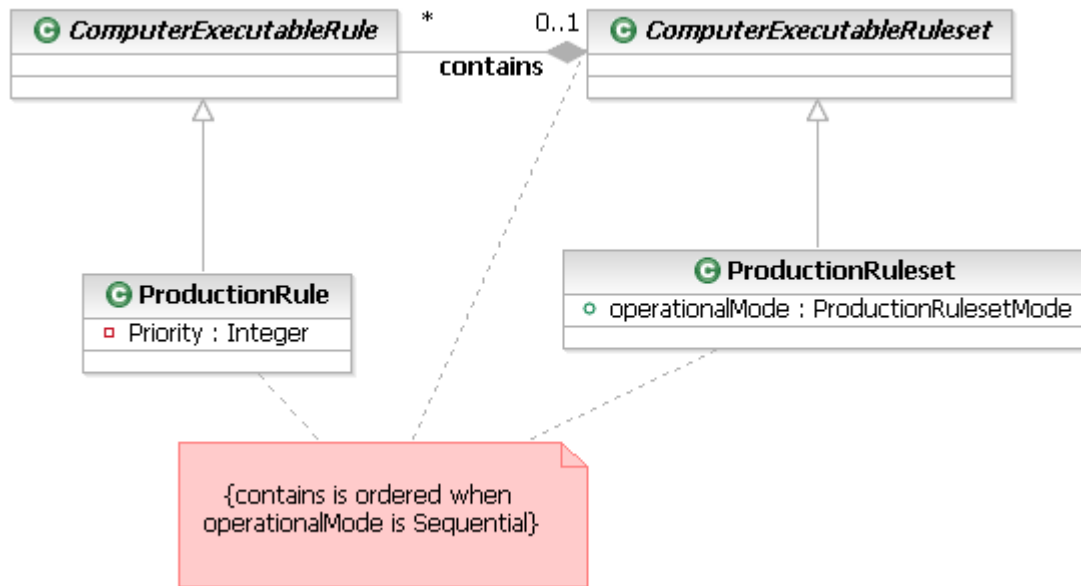 C ComputerExecutableRule
*
0..1
contains
C ComputerExecutableRuleset
C ProductionRule
Priority : Integer
C ProductionRuleset
operationalMode : ProductionRulesetMode
{contains is ordered when
operationalMode is Sequential}